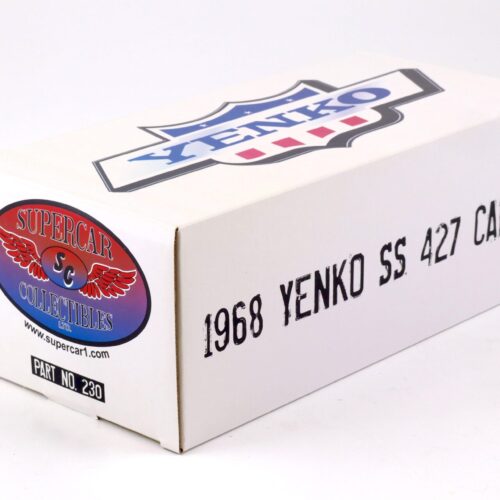 YENKO
SUPERCAR
SC
COLLECTIBLES
LTD.
www.supercar1.com
PART NO. 230
1968 YENKO SS 427 CA